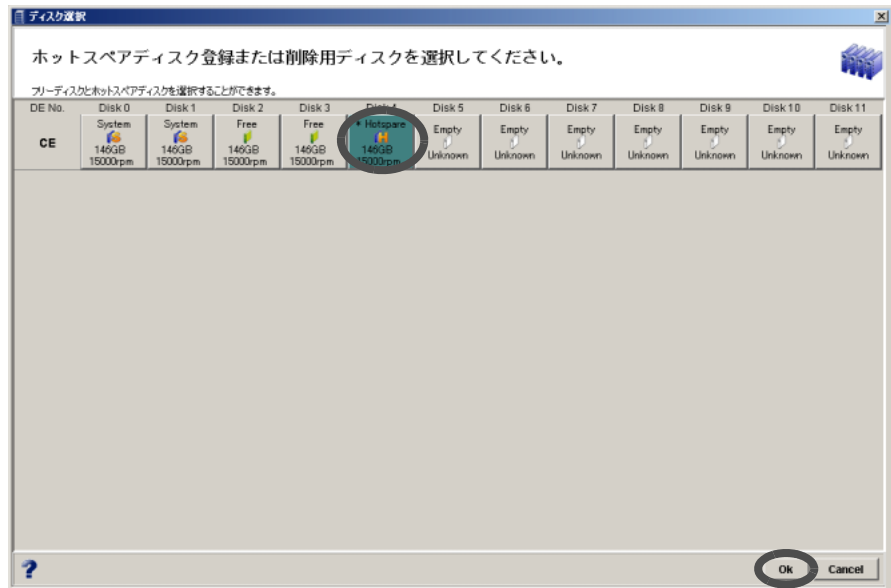 ディスク選択
ホットスペアディスク登録または削除用ディスクを選択してください。
フリーディスクとホットスペアディスクを選択することができます。
DE No. Disk 0 Disk 1 Disk 2 Disk 3 Disk 4 Disk 5 Disk 6 Disk 7 Disk 8 Disk 9 Disk 10 Disk 11
CE
System 146GB 15000rpm
System 146GB 15000rpm
Free 146GB 15000rpm
Free 146GB 15000rpm
* Hotspare H 146GB 15000rpm
Empty Unknown
Empty Unknown
Empty Unknown
Empty Unknown
Empty Unknown
Empty Unknown
Empty Unknown
? Ok Cancel